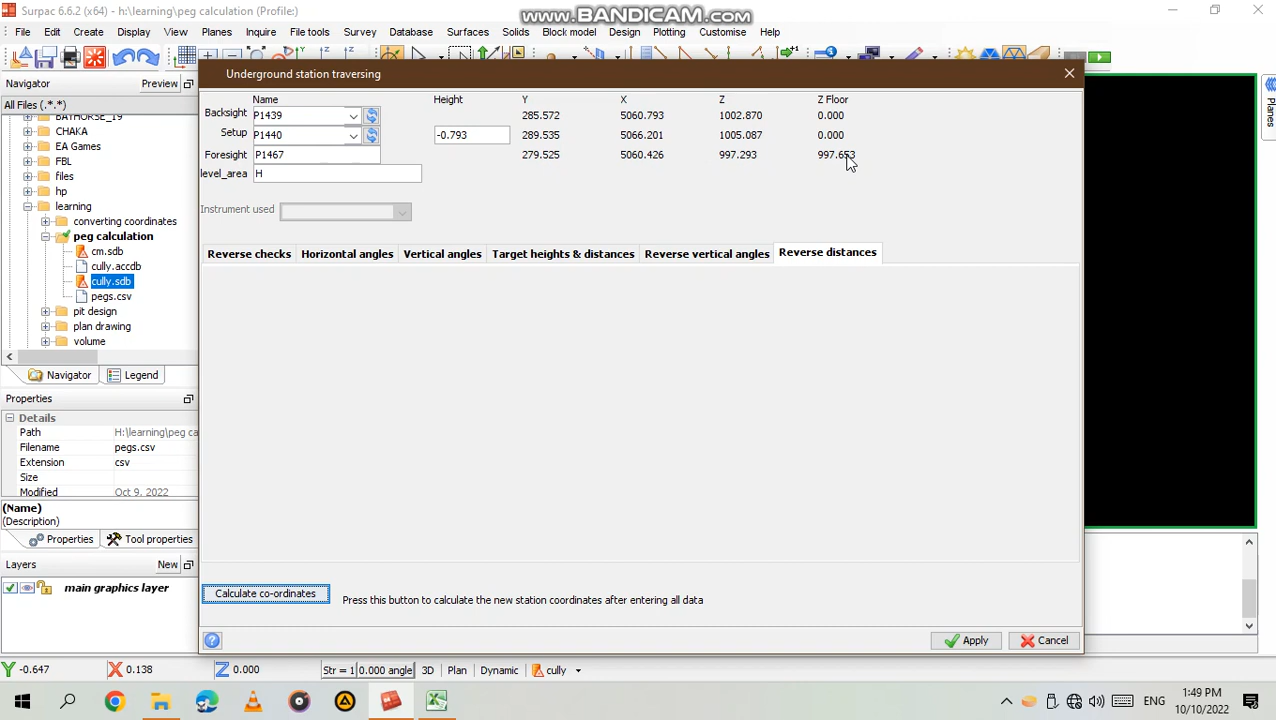 www.BANDICAM.com
Surpac 6.6.2 (x64) - h:\learning\peg calculation (Profile:)
File Edit Create Display View Planes Inquire File tools Survey Database Surfaces Solids Block model Design Plotting Customise Help
Navigator Preview
All Files (.*.*)
BATHORSE_19
CHAKA
EA Games
FBL
files
hp
learning
converting coordinates
peg calculation
cm.sdb
cully.accdb
cully.sdb
pegs.csv
pit design
plan drawing
volume
Navigator Legend
Properties
Details
Path H:\learning\peg ca
Filename pegs.csv
Extension csv
Size
Modified Oct 9, 2022
(Name)
(Description)
Properties Tool properties
Layers New
main graphics layer
Underground station traversing
Name Height Y X Z Z Floor
Backsight P1439 285.572 5060.793 1002.870 0.000
Setup P1440 -0.793 289.535 5066.201 1005.087 0.000
Foresight P1467 279.525 5060.426 997.293 997.653
level_area H
Instrument used
Reverse checks Horizontal angles Vertical angles Target heights & distances Reverse vertical angles Reverse distances
Calculate co-ordinates Press this button to calculate the new station coordinates after entering all data
Apply Cancel
Planes
Y -0.647 X 0.138 Z 0.000 Str = 1 0.000 angle 3D Plan Dynamic cully
ENG
1:49 PM
10/10/2022